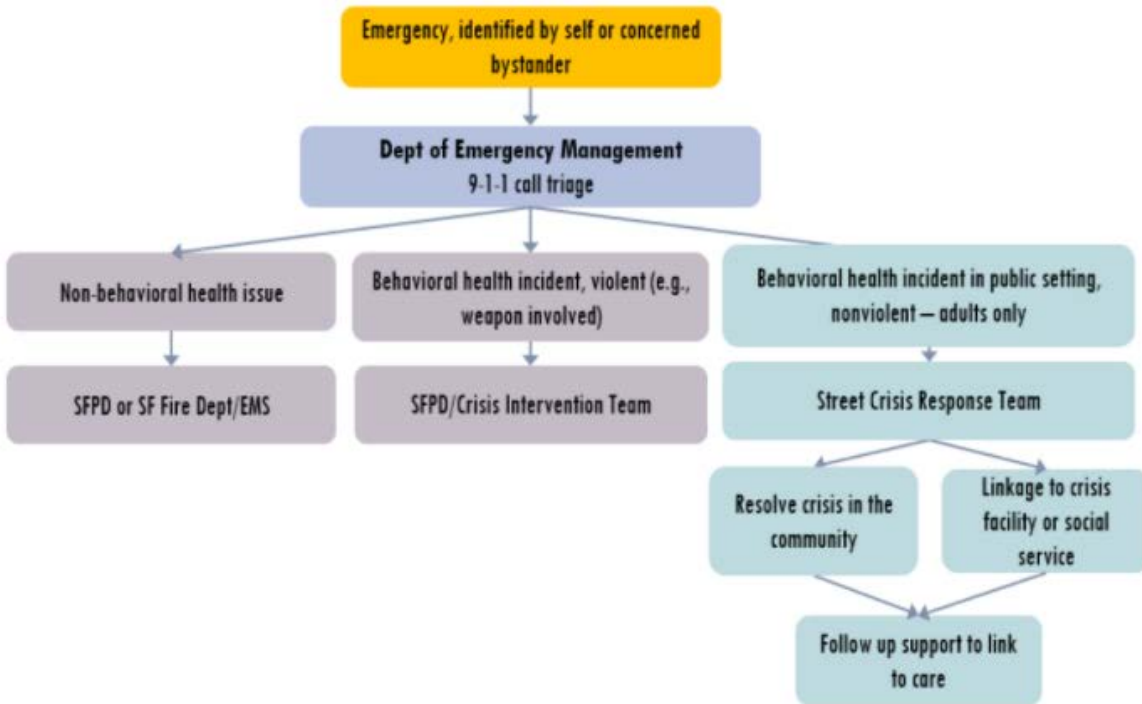 Emergency, identified by self or concerned
bystander
Dept of Emergency Management
9-1-1 call triage
Non-behavioral health issue
Behavioral health incident, violent (e.g.,
weapon involved)
Behavioral health incident in public setting,
nonviolent – adults only
SFPD or SF Fire Dept/EMS
SFPD/Crisis Intervention Team
Street Crisis Response Team
Resolve crisis in the
community
Linkage to crisis
facility or social
service
Follow up support to link
to care